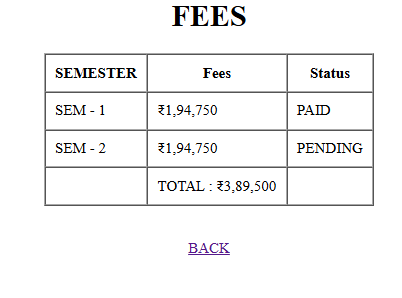 FEES
SEMESTER Fees Status
SEM - 1 ₹1,94,750 PAID
SEM - 2 ₹1,94,750 PENDING
TOTAL : ₹3,89,500
BACK